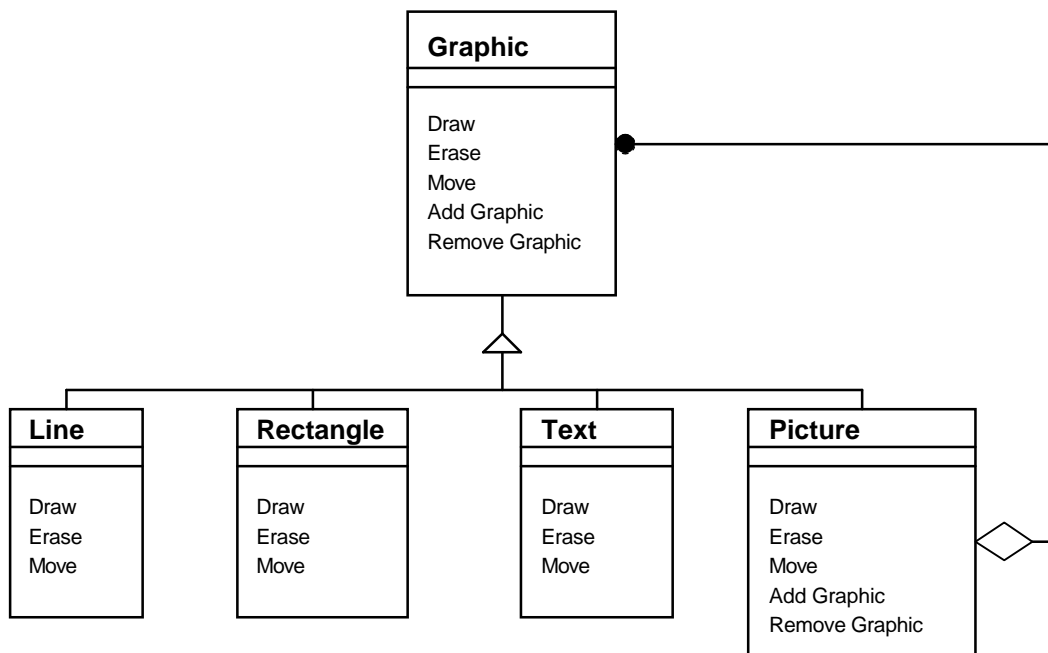 Graphic
Draw
Erase
Move
Add Graphic
Remove Graphic
Line
Draw
Erase
Move
Rectangle
Draw
Erase
Move
Text
Draw
Erase
Move
Picture
Draw
Erase
Move
Add Graphic
Remove Graphic